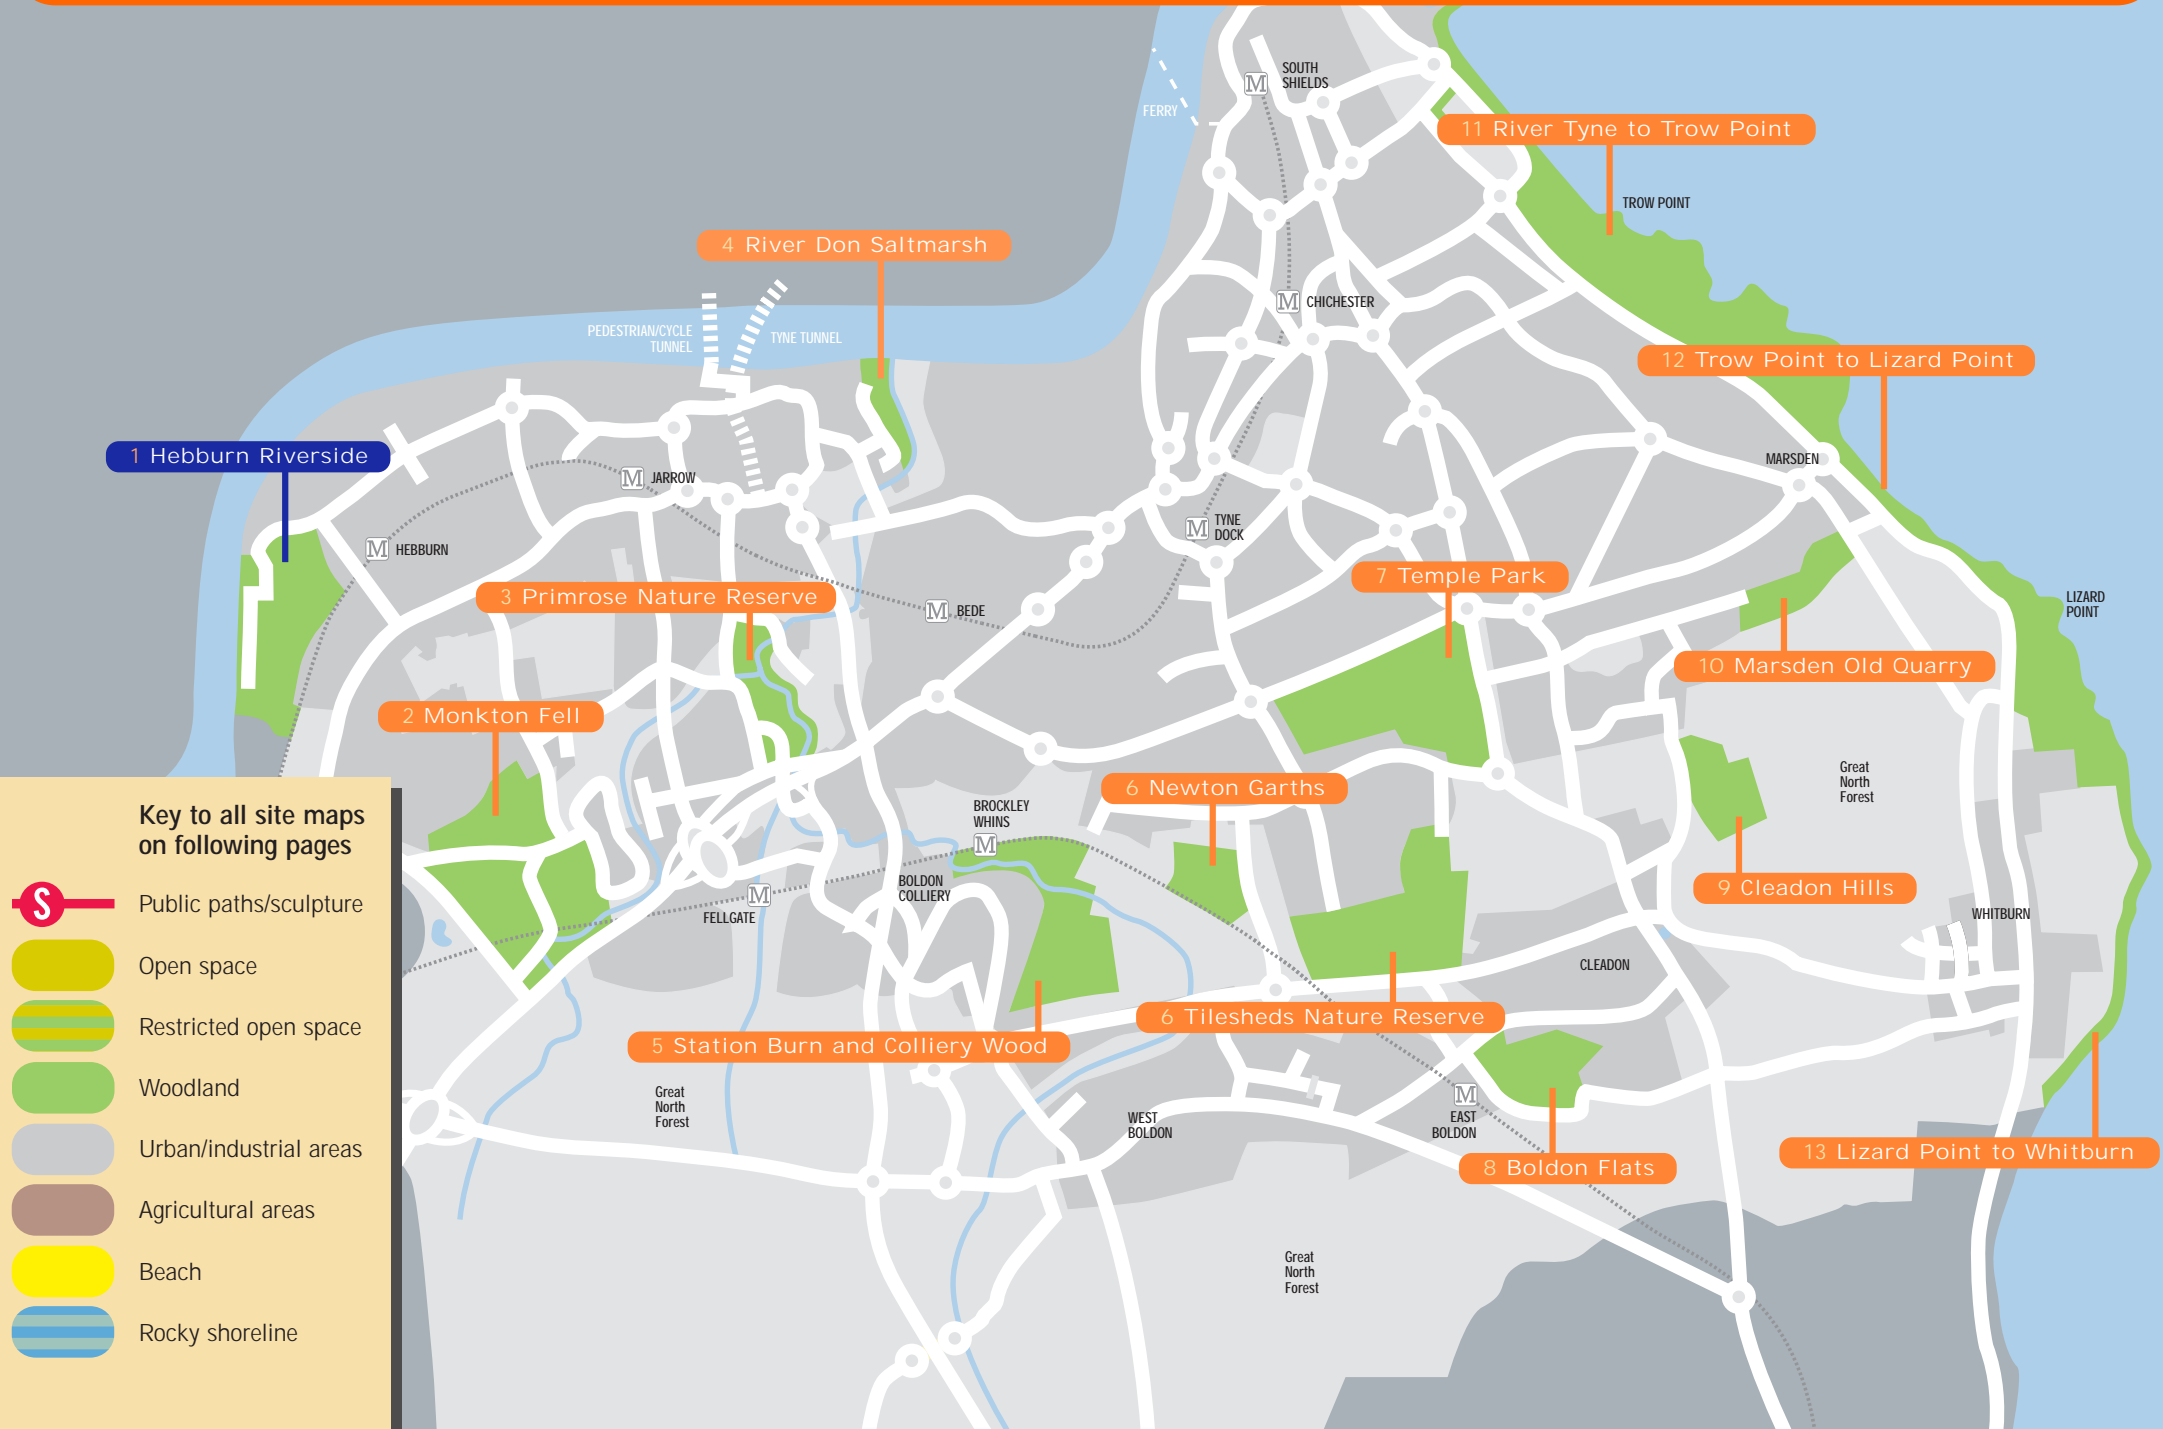 SOUTH
SHIELDS
M
FERRY
11 River Tyne to Trow Point
TROW POINT
4 River Don Saltmarsh
M CHICHESTER
PEDESTRIAN/CYCLE
TUNNEL
TYNE TUNNEL
12 Trow Point to Lizard Point
1 Hebburn Riverside
MARSDEN
M JARROW
M TYNE
DOCK
M HEBBURN
7 Temple Park
3 Primrose Nature Reserve
M BEDE
LIZARD
POINT
10 Marsden Old Quarry
2 Monkton Fell
Great
North
Forest
6 Newton Garths
BROCKLEY
WHINS
M
BOLDON
COLLIERY
M
FELLGATE
9 Cleadon Hills
WHITBURN
CLEADON
6 Tilesheds Nature Reserve
5 Station Burn and Colliery Wood
Great
North
Forest
M
EAST
BOLDON
WEST
BOLDON
8 Boldon Flats
13 Lizard Point to Whitburn
Great
North
Forest
Key to all site maps
on following pages
S Public paths/sculpture
Open space
Restricted open space
Woodland
Urban/industrial areas
Agricultural areas
Beach
Rocky shoreline